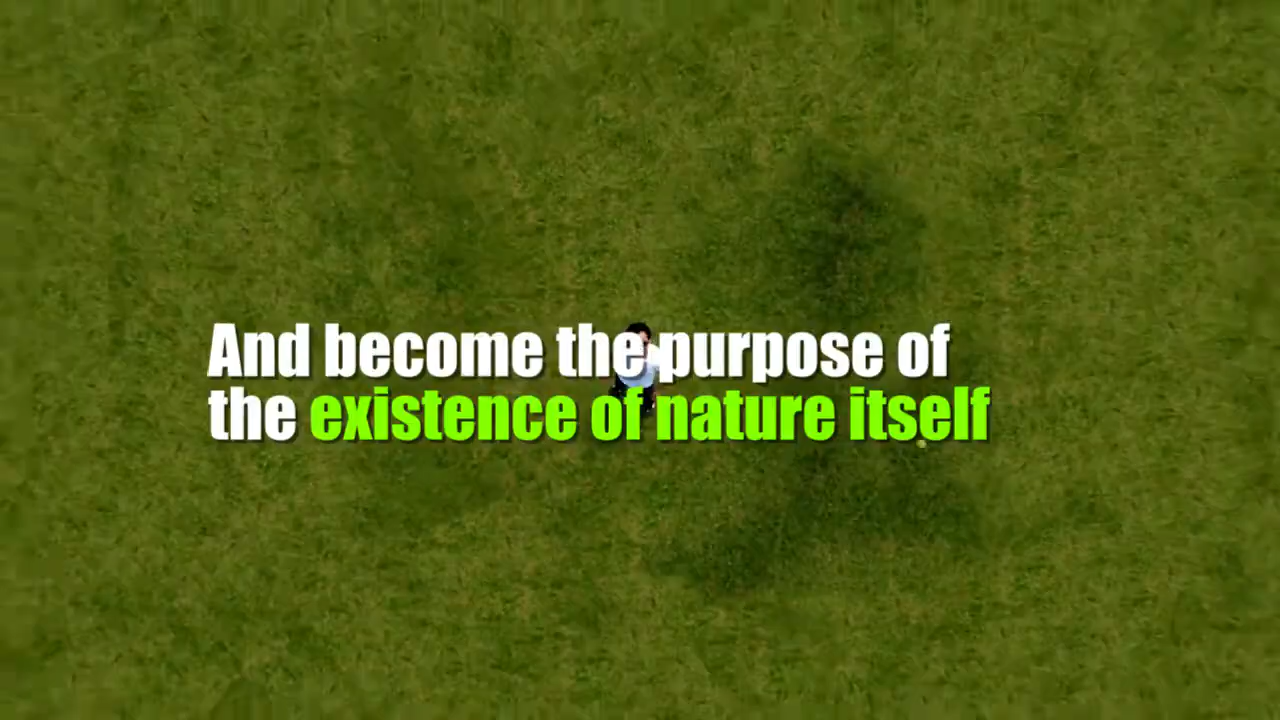 And become the purpose of
the existence of nature itself